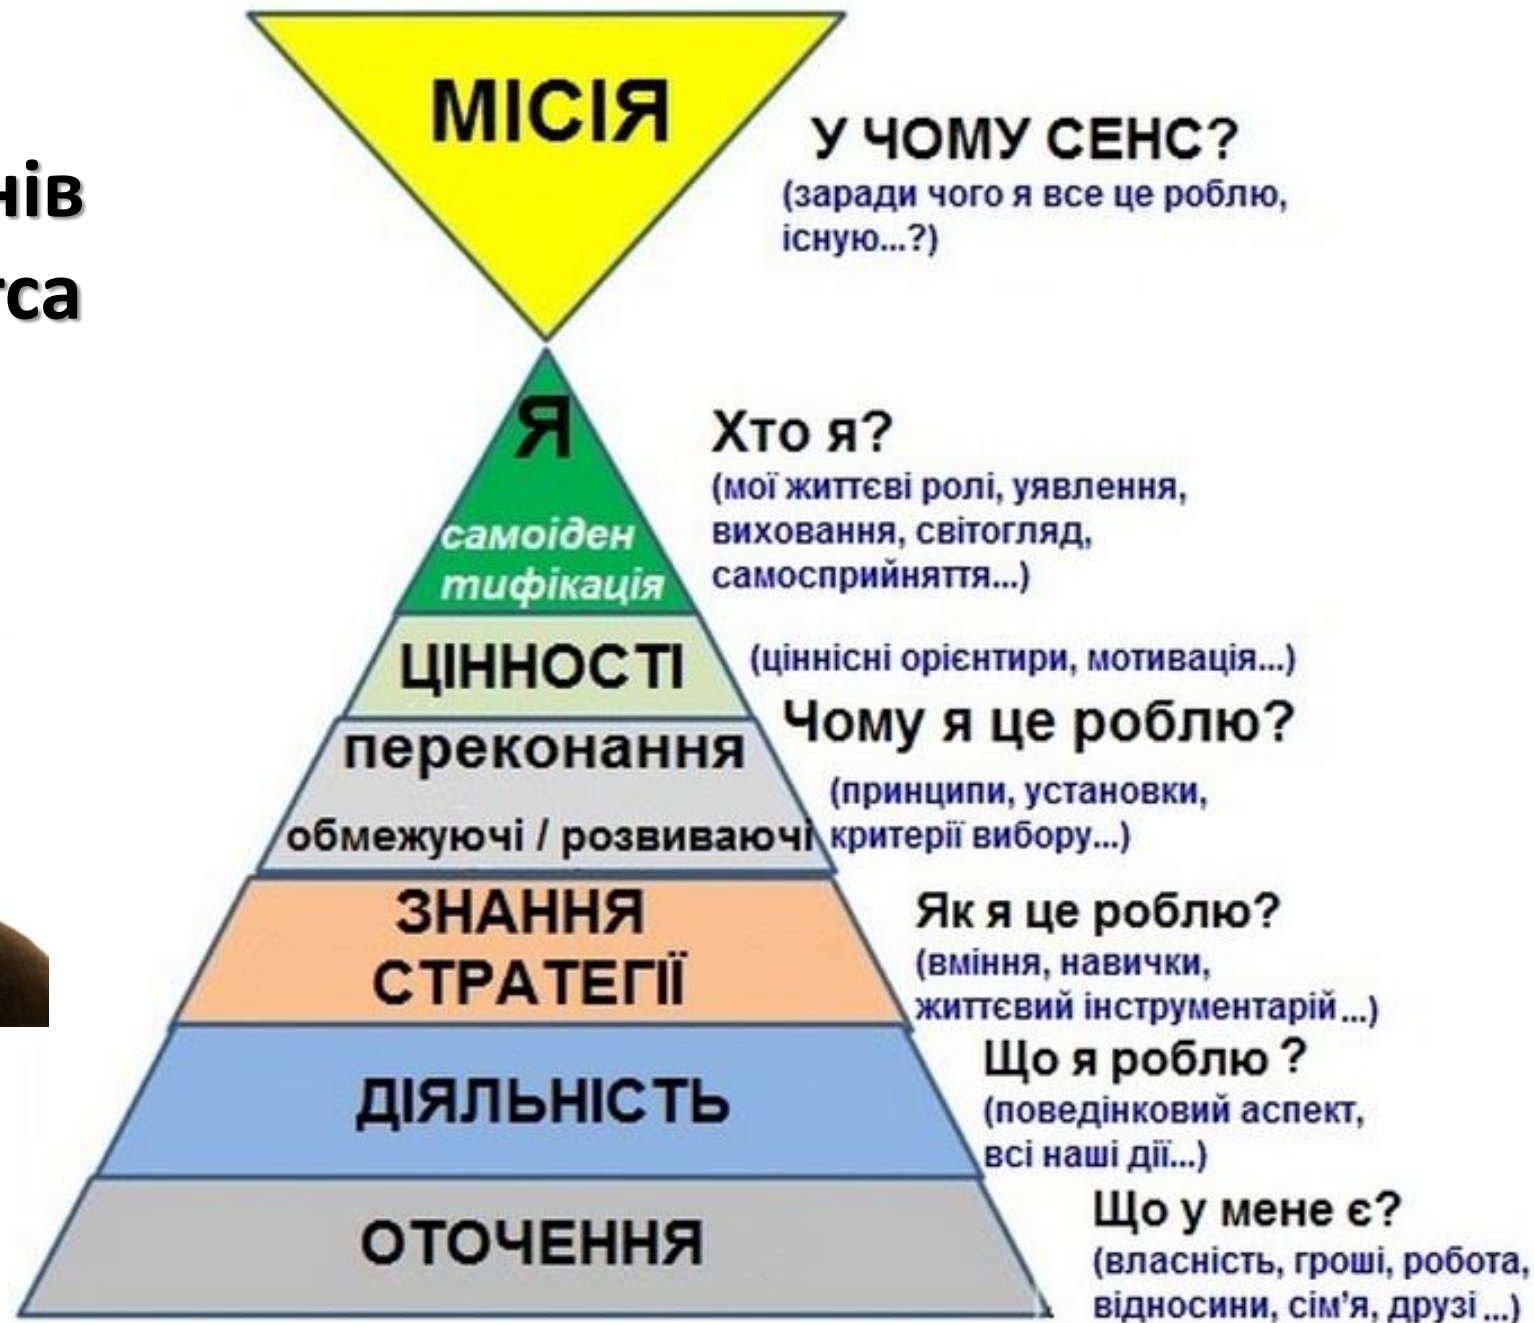 МІСІЯ
У ЧОМУ СЕНС?
(заради чого я все це роблю,
існую...?)
Я
самоіден
тифікація
Хто я?
(мої життєві ролі, уявлення,
виховання, світогляд,
самосприйняття...)
ЦІННОСТІ
(ціннісні орієнтири, мотивація...)
Чому я це роблю?
переконання
обмежуючі / розвиваючі
(принципи, установки,
критерії вибору...)
ЗНАННЯ
СТРАТЕГІЇ
Як я це роблю?
(вміння, навички,
життєвий інструментарій...)
ДІЯЛЬНІСТЬ
Що я роблю ?
(поведінковий аспект,
всі наші дії...)
ОТОЧЕННЯ
Що у мене є?
(власність, гроші, робота,
відносини, сім'я, друзі ...)